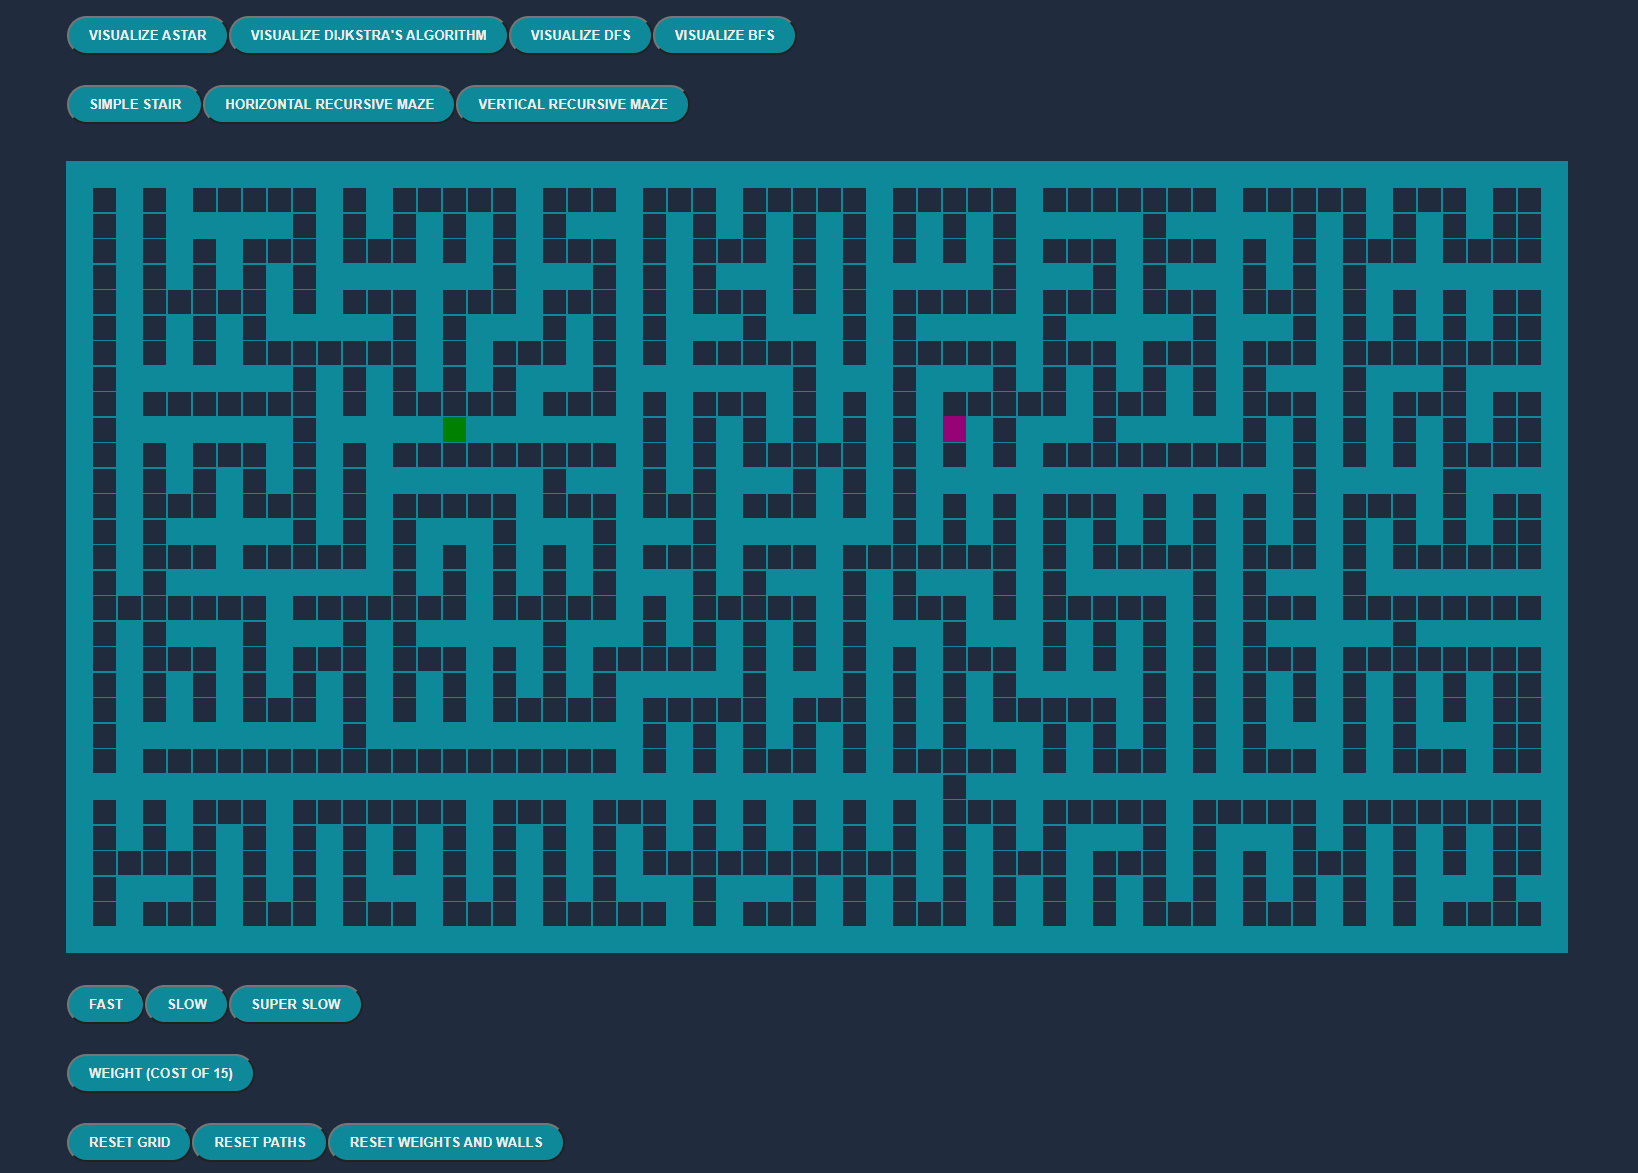 VISUALIZE ASTAR VISUALIZE DIJKSTRA'S ALGORITHM VISUALIZE DFS VISUALIZE BFS
SIMPLE STAIR HORIZONTAL RECURSIVE MAZE VERTICAL RECURSIVE MAZE
FAST SLOW SUPER SLOW
WEIGHT (COST OF 15)
RESET GRID RESET PATHS RESET WEIGHTS AND WALLS